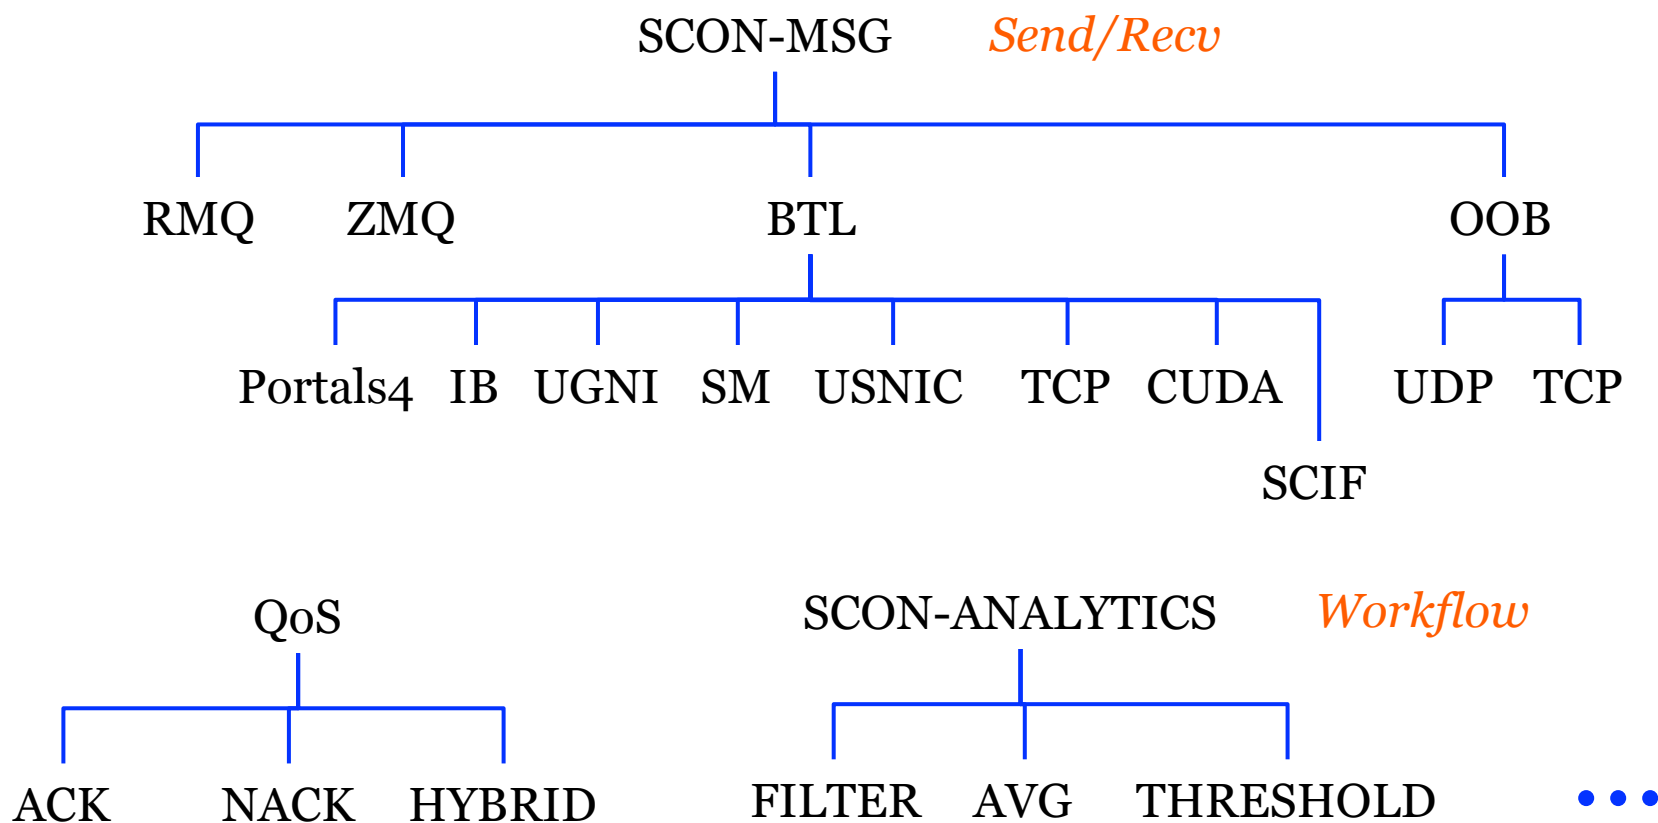 SCON-MSG Send/Recv
RMQ ZMQ BTL OOB
Portals4 IB UGNI SM USNIC TCP CUDA UDP TCP
SCIF
QoS SCON-ANALYTICS Workflow
ACK NACK HYBRID FILTER AVG THRESHOLD